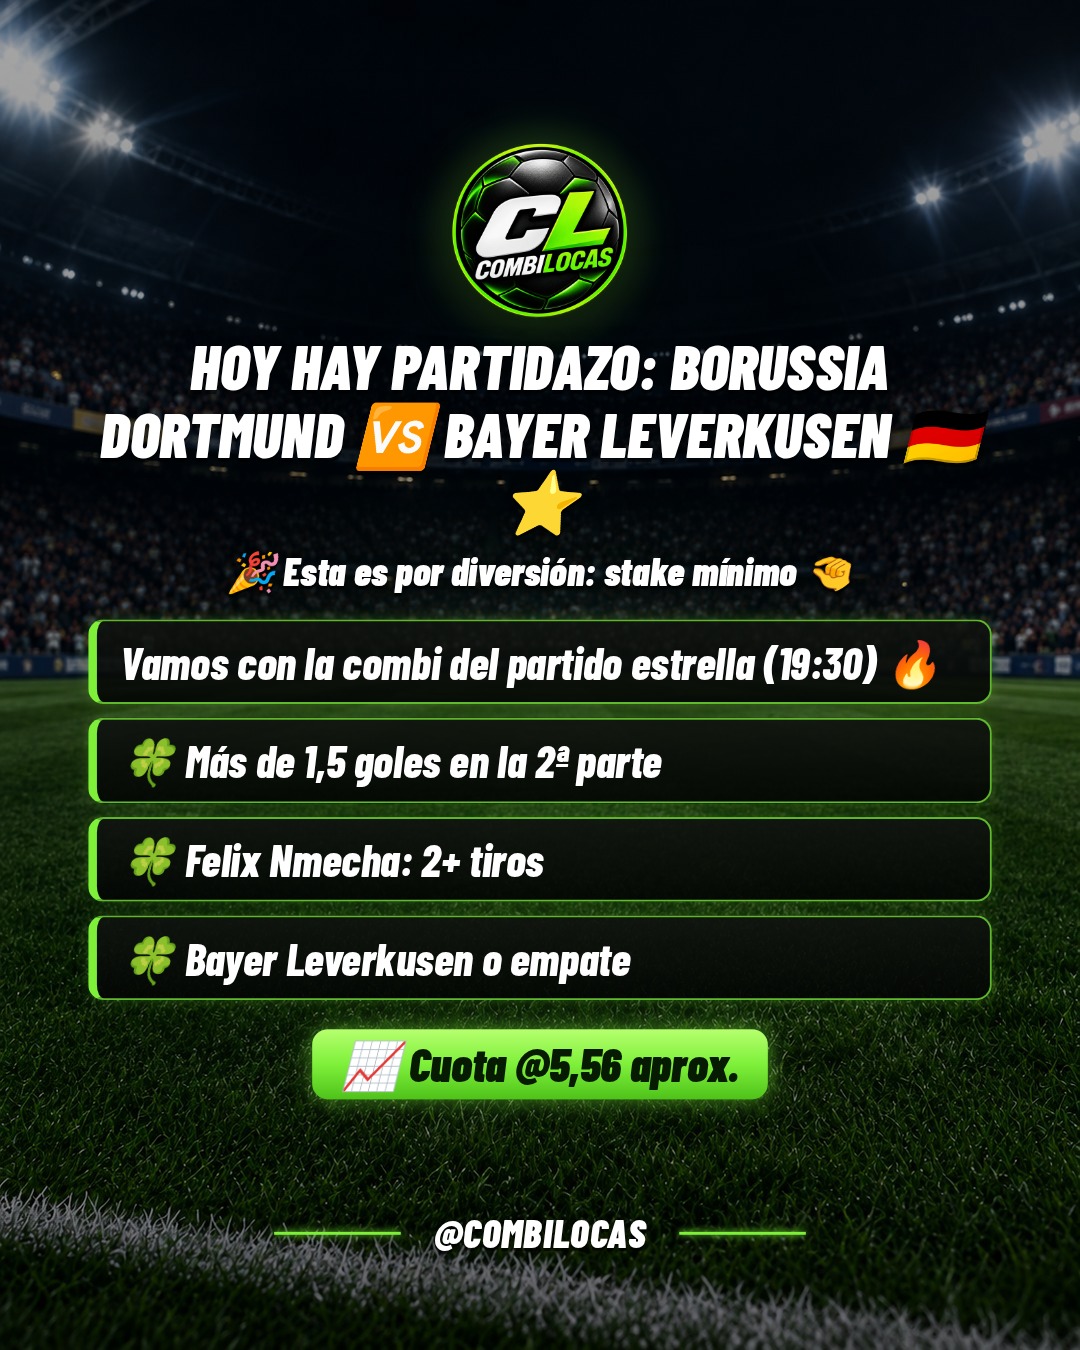 CL
COMBILOCAS
HOY HAY PARTIDAZO: BORUSSIA
DORTMUND 🆚 BAYER LEVERKUSEN 🇩🇪
⭐
🎉 Esta es por diversión: stake mínimo 🤏
Vamos con la combi del partido estrella (19:30) 🔥
🍀 Más de 1,5 goles en la 2ª parte
🍀 Felix Nmecha: 2+ tiros
🍀 Bayer Leverkusen o empate
📈 Cuota @5,56 aprox.
@COMBILOCAS